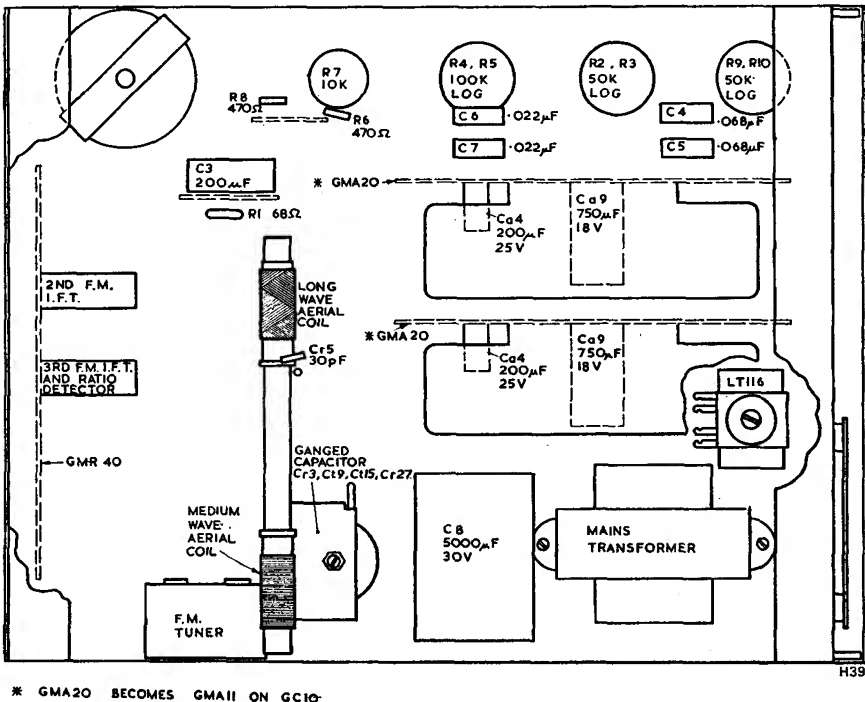 R7
10K
R4, R5
100K
LOG
R2, R3
50K
LOG
R9, R10
50K
LOG
R8
470Ω
R6
470Ω
C6 ·022μF
C4 ·068μF
C7 ·022μF
C5 ·068μF
C3
200μF
* GMA20
R1 68Ω
Ca4
200μF
25V
Ca9
750μF
18V
2ND F.M.
I.F.T.
LONG
WAVE
AERIAL
COIL
* GMA20
Cr5
30pF
Ca4
200μF
25V
Ca9
750μF
18V
3RD F.M. I.F.T.
AND RATIO
DETECTOR
LT116
GMR 40
GANGED
CAPACITOR
Cr3, Ct9, Ct15, Cr27
MEDIUM
WAVE
AERIAL
COIL
C8
5000μF
30V
MAINS
TRANSFORMER
F.M.
TUNER
H39
* GMA20 BECOMES GMA11 ON GC10